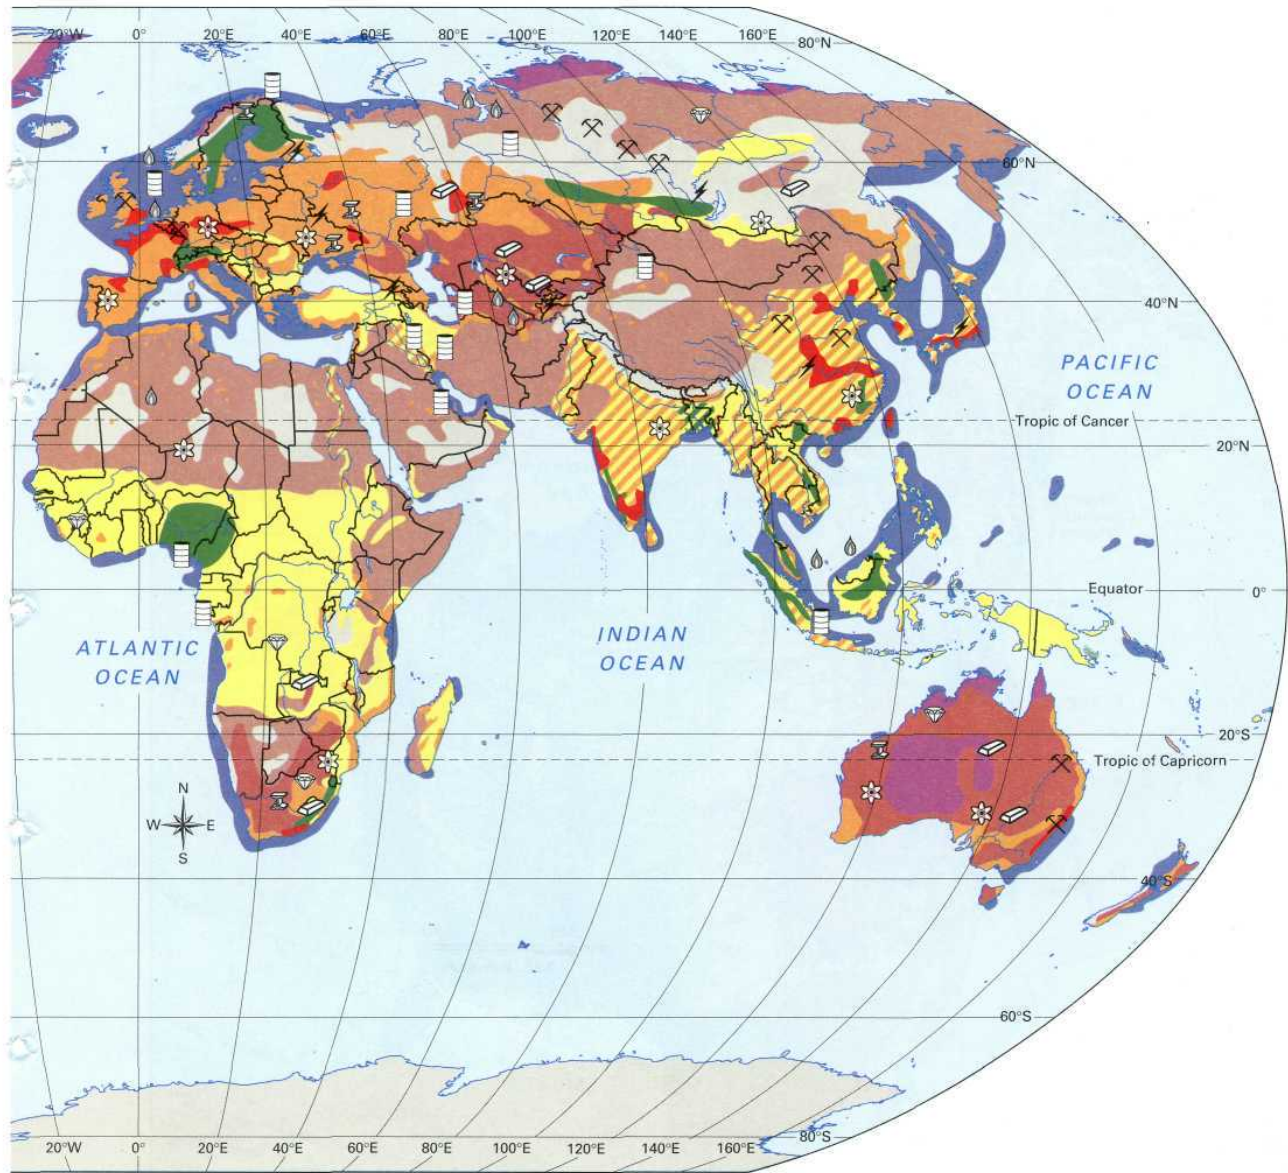 20°W 0° 20°E 40°E 60°E 80°E 100°E 120°E 140°E 160°E 80°N
60°N
40°N
PACIFIC
OCEAN
Tropic of Cancer
20°N
Equator 0°
ATLANTIC
OCEAN
INDIAN
OCEAN
20°S
Tropic of Capricorn
N
W E
S
40°S
60°S
80°S
20°W 0° 20°E 40°E 60°E 80°E 100°E 120°E 140°E 160°E